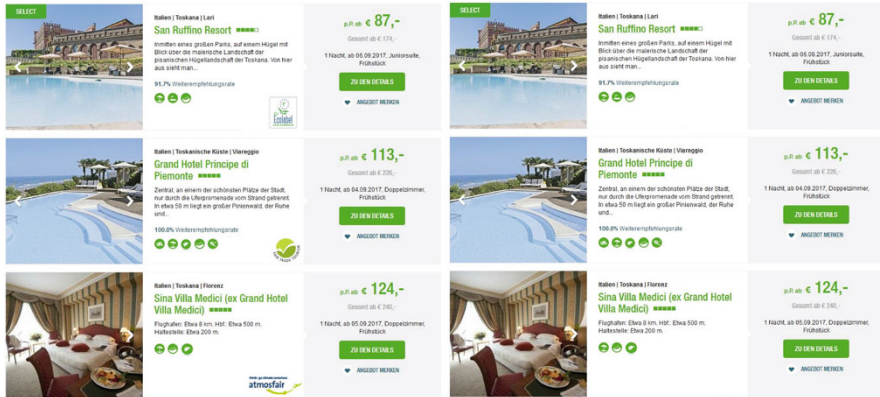 SELECT
Italien | Toskana | Lari
San Ruffino Resort
Inmitten eines großen Parks, auf einem Hügel mit
Blick über die malerische Landschaft der
pisanischen Hügellandschaft der Toskana. Von hier
aus sieht man...
91.7% Weiterempfehlungsrate
Ecolabel
p.P. ab € 87,-
Gesamt ab € 174,-
1 Nacht, ab 06.09.2017, Juniorsuite,
Frühstück
ZU DEN DETAILS
ANGEBOT MERKEN
Italien | Toskanische Küste | Viareggio
Grand Hotel Principe di
Piemonte
Zentral, an einem der schönsten Plätze der Stadt,
nur durch die Uferpromenade vom Strand getrennt.
In etwa 50 m liegt ein großer Pinienwald, der Ruhe
und...
100.0% Weiterempfehlungsrate
p.P. ab € 113,-
Gesamt ab € 226,-
1 Nacht, ab 04.09.2017, Doppelzimmer,
Frühstück
ZU DEN DETAILS
ANGEBOT MERKEN
Italien | Toskana | Florenz
Sina Villa Medici (ex Grand Hotel
Villa Medici)
Flughafen: Etwa 8 km. Hbf.: Etwa 500 m.
Haltestelle: Etwa 200 m.
atmosfair
p.P. ab € 124,-
Gesamt ab € 248,-
1 Nacht, ab 05.09.2017, Doppelzimmer,
Frühstück
ZU DEN DETAILS
ANGEBOT MERKEN
SELECT
Italien | Toskana | Lari
San Ruffino Resort
Inmitten eines großen Parks, auf einem Hügel mit
Blick über die malerische Landschaft der
pisanischen Hügellandschaft der Toskana. Von hier
aus sieht man...
91.7% Weiterempfehlungsrate
p.P. ab € 87,-
Gesamt ab € 174,-
1 Nacht, ab 06.09.2017, Juniorsuite,
Frühstück
ZU DEN DETAILS
ANGEBOT MERKEN
Italien | Toskanische Küste | Viareggio
Grand Hotel Principe di
Piemonte
Zentral, an einem der schönsten Plätze der Stadt,
nur durch die Uferpromenade vom Strand getrennt.
In etwa 50 m liegt ein großer Pinienwald, der Ruhe
und...
100.0% Weiterempfehlungsrate
p.P. ab € 113,-
Gesamt ab € 226,-
1 Nacht, ab 04.09.2017, Doppelzimmer,
Frühstück
ZU DEN DETAILS
ANGEBOT MERKEN
Italien | Toskana | Florenz
Sina Villa Medici (ex Grand Hotel
Villa Medici)
Flughafen: Etwa 8 km. Hbf.: Etwa 500 m.
Haltestelle: Etwa 200 m.
p.P. ab € 124,-
Gesamt ab € 248,-
1 Nacht, ab 05.09.2017, Doppelzimmer,
Frühstück
ZU DEN DETAILS
ANGEBOT MERKEN